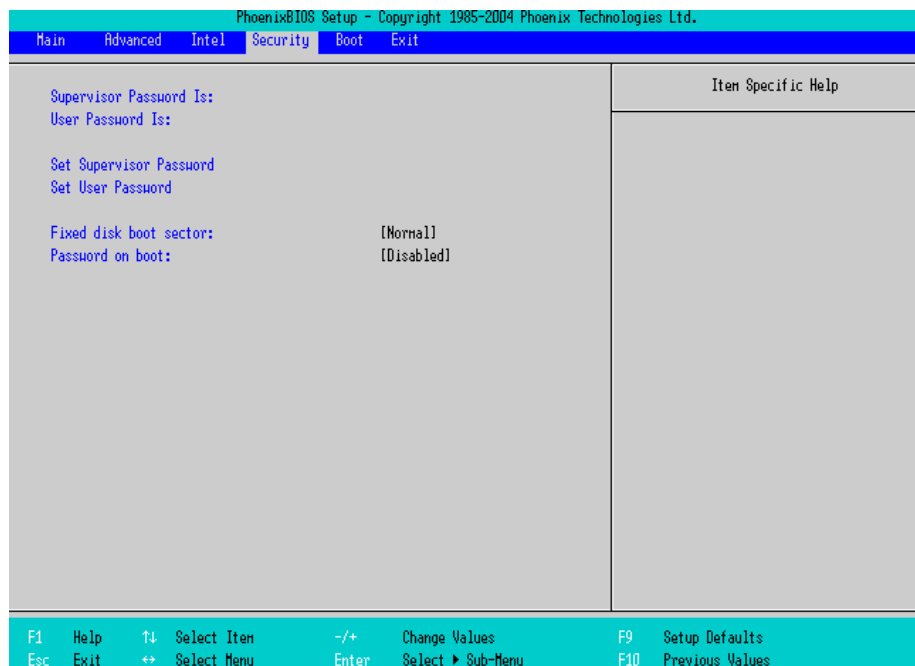 PhoenixBIOS Setup - Copyright 1985-2004 Phoenix Technologies Ltd.
Main Advanced Intel Security Boot Exit
Item Specific Help
Supervisor Password Is:
User Password Is:
Set Supervisor Password
Set User Password
Fixed disk boot sector: [Normal]
Password on boot: [Disabled]
F1 Help ↑↓ Select Item -/+ Change Values F9 Setup Defaults
Esc Exit ↔ Select Menu Enter Select ▶ Sub-Menu F10 Previous Values